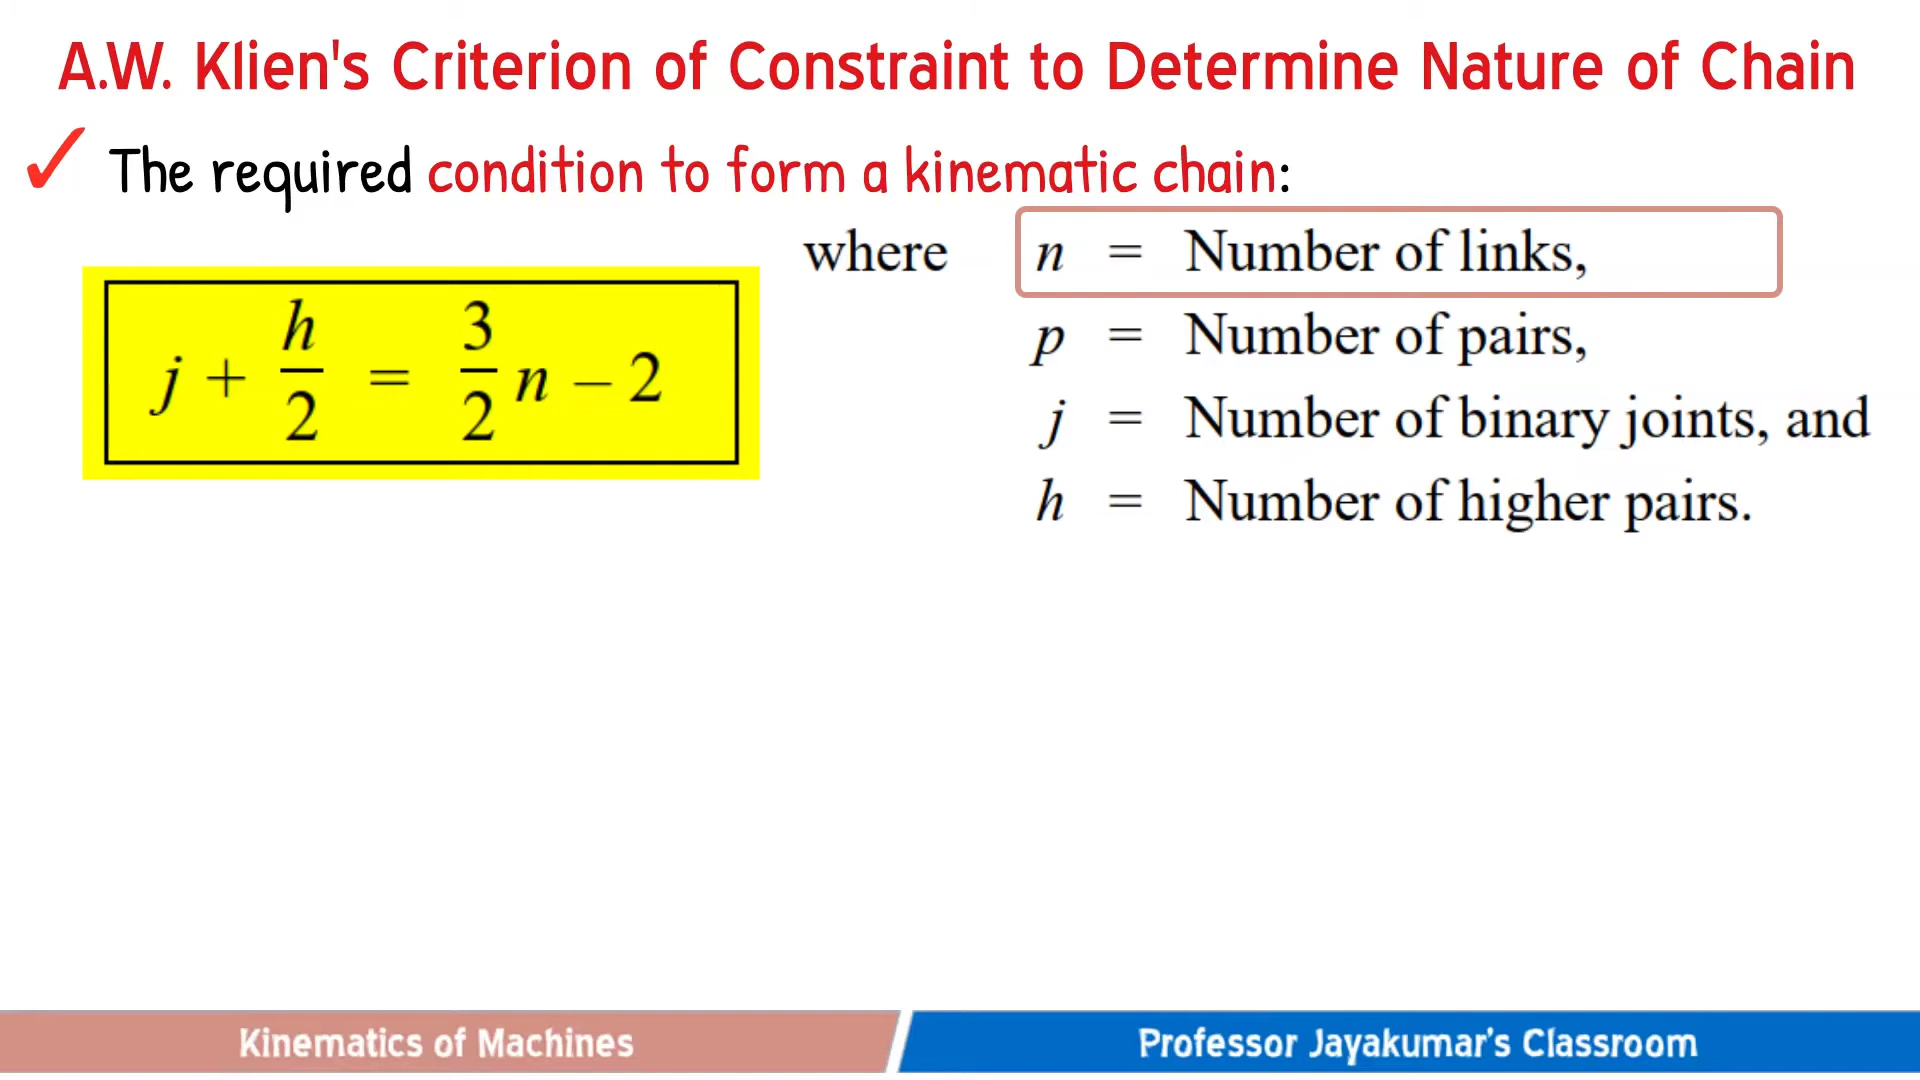 A.W. Klien's Criterion of Constraint to Determine Nature of Chain
✓ The required condition to form a kinematic chain:
j + h/2 = 3/2 n – 2
where n = Number of links,
p = Number of pairs,
j = Number of binary joints, and
h = Number of higher pairs.
Kinematics of Machines
Professor Jayakumar's Classroom